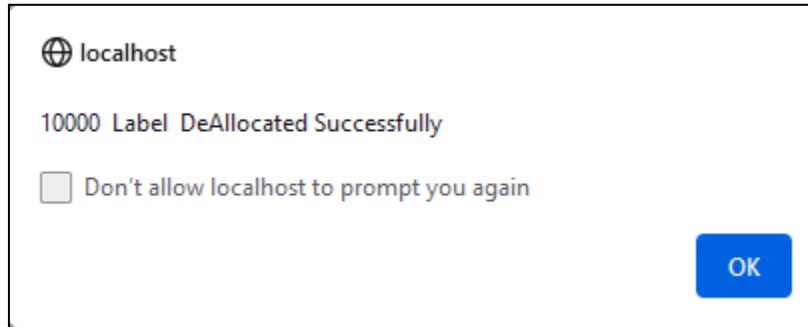 localhost
10000 Label DeAllocated Successfully
Don't allow localhost to prompt you again
OK